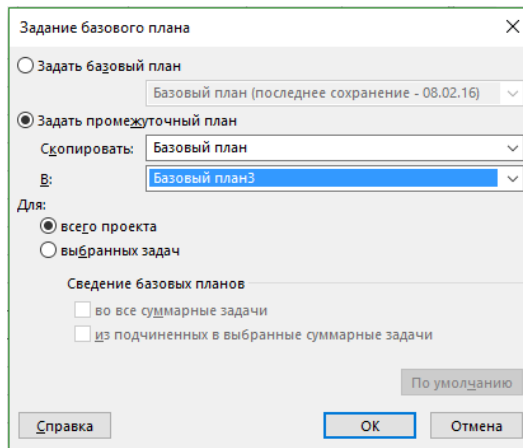 Задание базового плана
Задать базовый план
Базовый план (последнее сохранение - 08.02.16)
Задать промежуточный план
Скопировать: Базовый план
В: Базовый план3
Для:
всего проекта
выбранных задач
Сведение базовых планов
во все суммарные задачи
из подчиненных в выбранные суммарные задачи
По умолчанию
Справка ОК Отмена